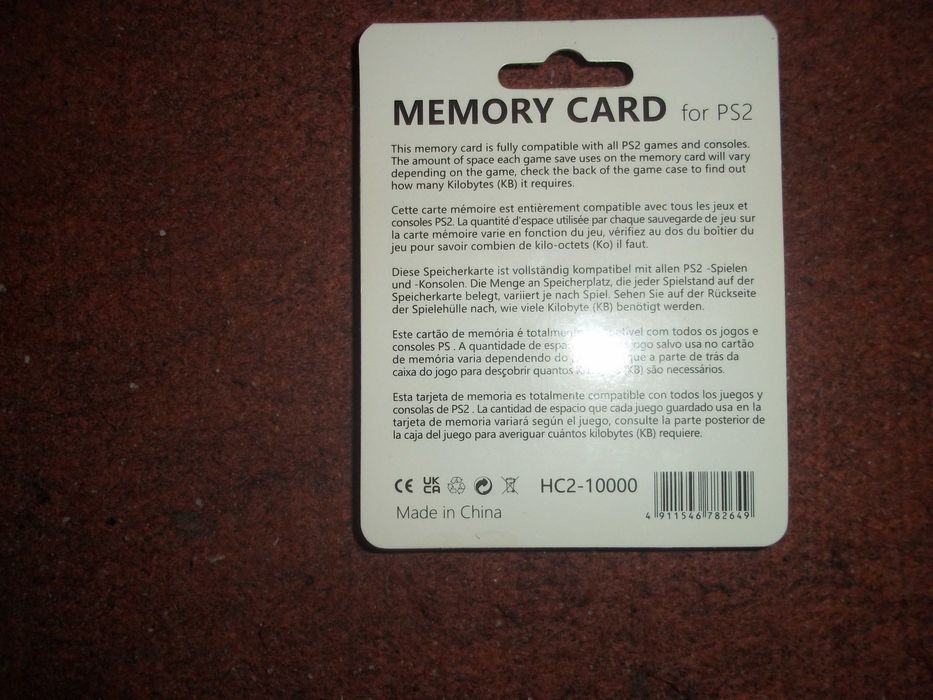 MEMORY CARD for PS2
This memory card is fully compatible with all PS2 games and consoles.
The amount of space each game save uses on the memory card will vary
depending on the game, check the back of the game case to find out
how many Kilobytes (KB) it requires.
Cette carte mémoire est entièrement compatible avec tous les jeux et
consoles PS2. La quantité d'espace utilisée par chaque sauvegarde de jeu sur
la carte mémoire varie en fonction du jeu, vérifiez au dos du boîtier du
jeu pour savoir combien de kilo-octets (Ko) il faut.
Diese Speicherkarte ist vollständig kompatibel mit allen PS2 -Spielen
und -Konsolen. Die Menge an Speicherplatz, die jeder Spielstand auf der
Speicherkarte belegt, variiert je nach Spiel. Sehen Sie auf der Rückseite
der Spielehülle nach, wie viele Kilobyte (KB) benötigt werden.
Este cartão de memória é com todos os jogos e
consoles PS . A quantidade de jogo salvo usa no cartão
de memória varia dependendo do a parte de trás da
caixa do jogo para descobrir quantos (KB) são necessários.
Esta tarjeta de memoria es totalmente compatible con todos los juegos y
consolas de PS2 . La cantidad de espacio que cada juego guardado usa en la
tarjeta de memoria variará según el juego, consulte la parte posterior de
la caja del juego para averiguar cuántos kilobytes (KB) requiere.
CE UK CA HC2-10000
4 911546 782649
Made in China